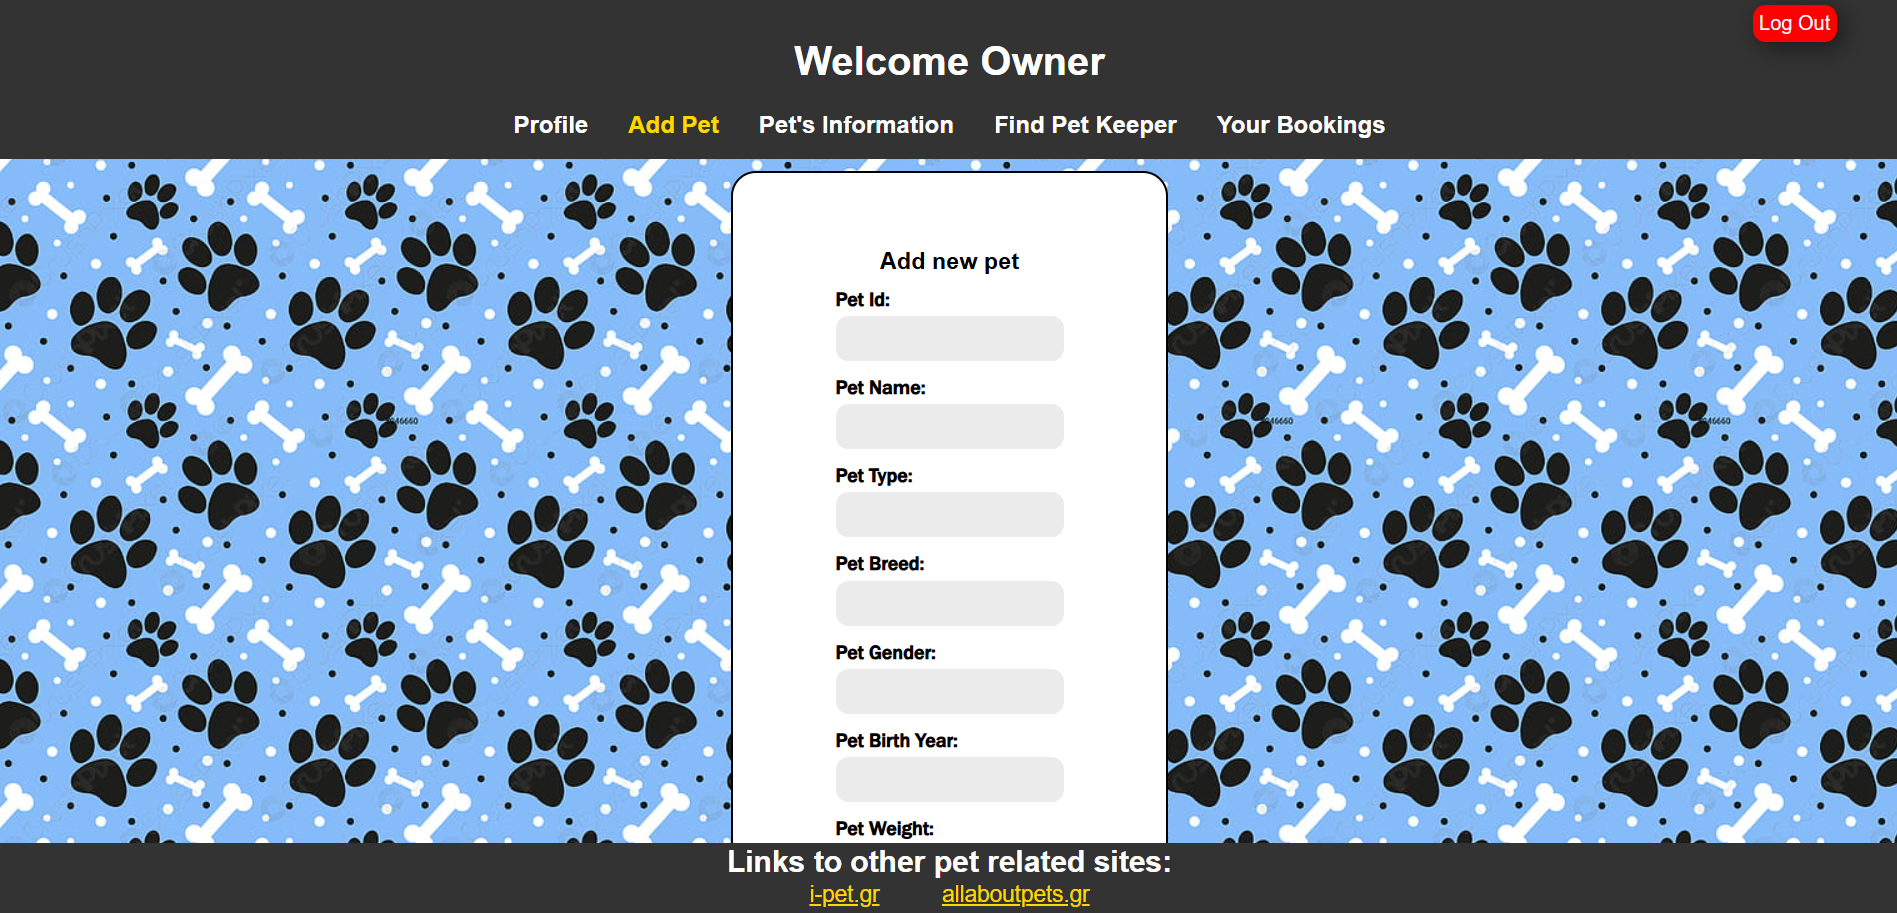 Log Out
Welcome Owner
Profile Add Pet Pet's Information Find Pet Keeper Your Bookings
Add new pet
Pet Id:
Pet Name:
Pet Type:
Pet Breed:
Pet Gender:
Pet Birth Year:
Pet Weight:
Links to other pet related sites:
i-pet.gr allaboutpets.gr